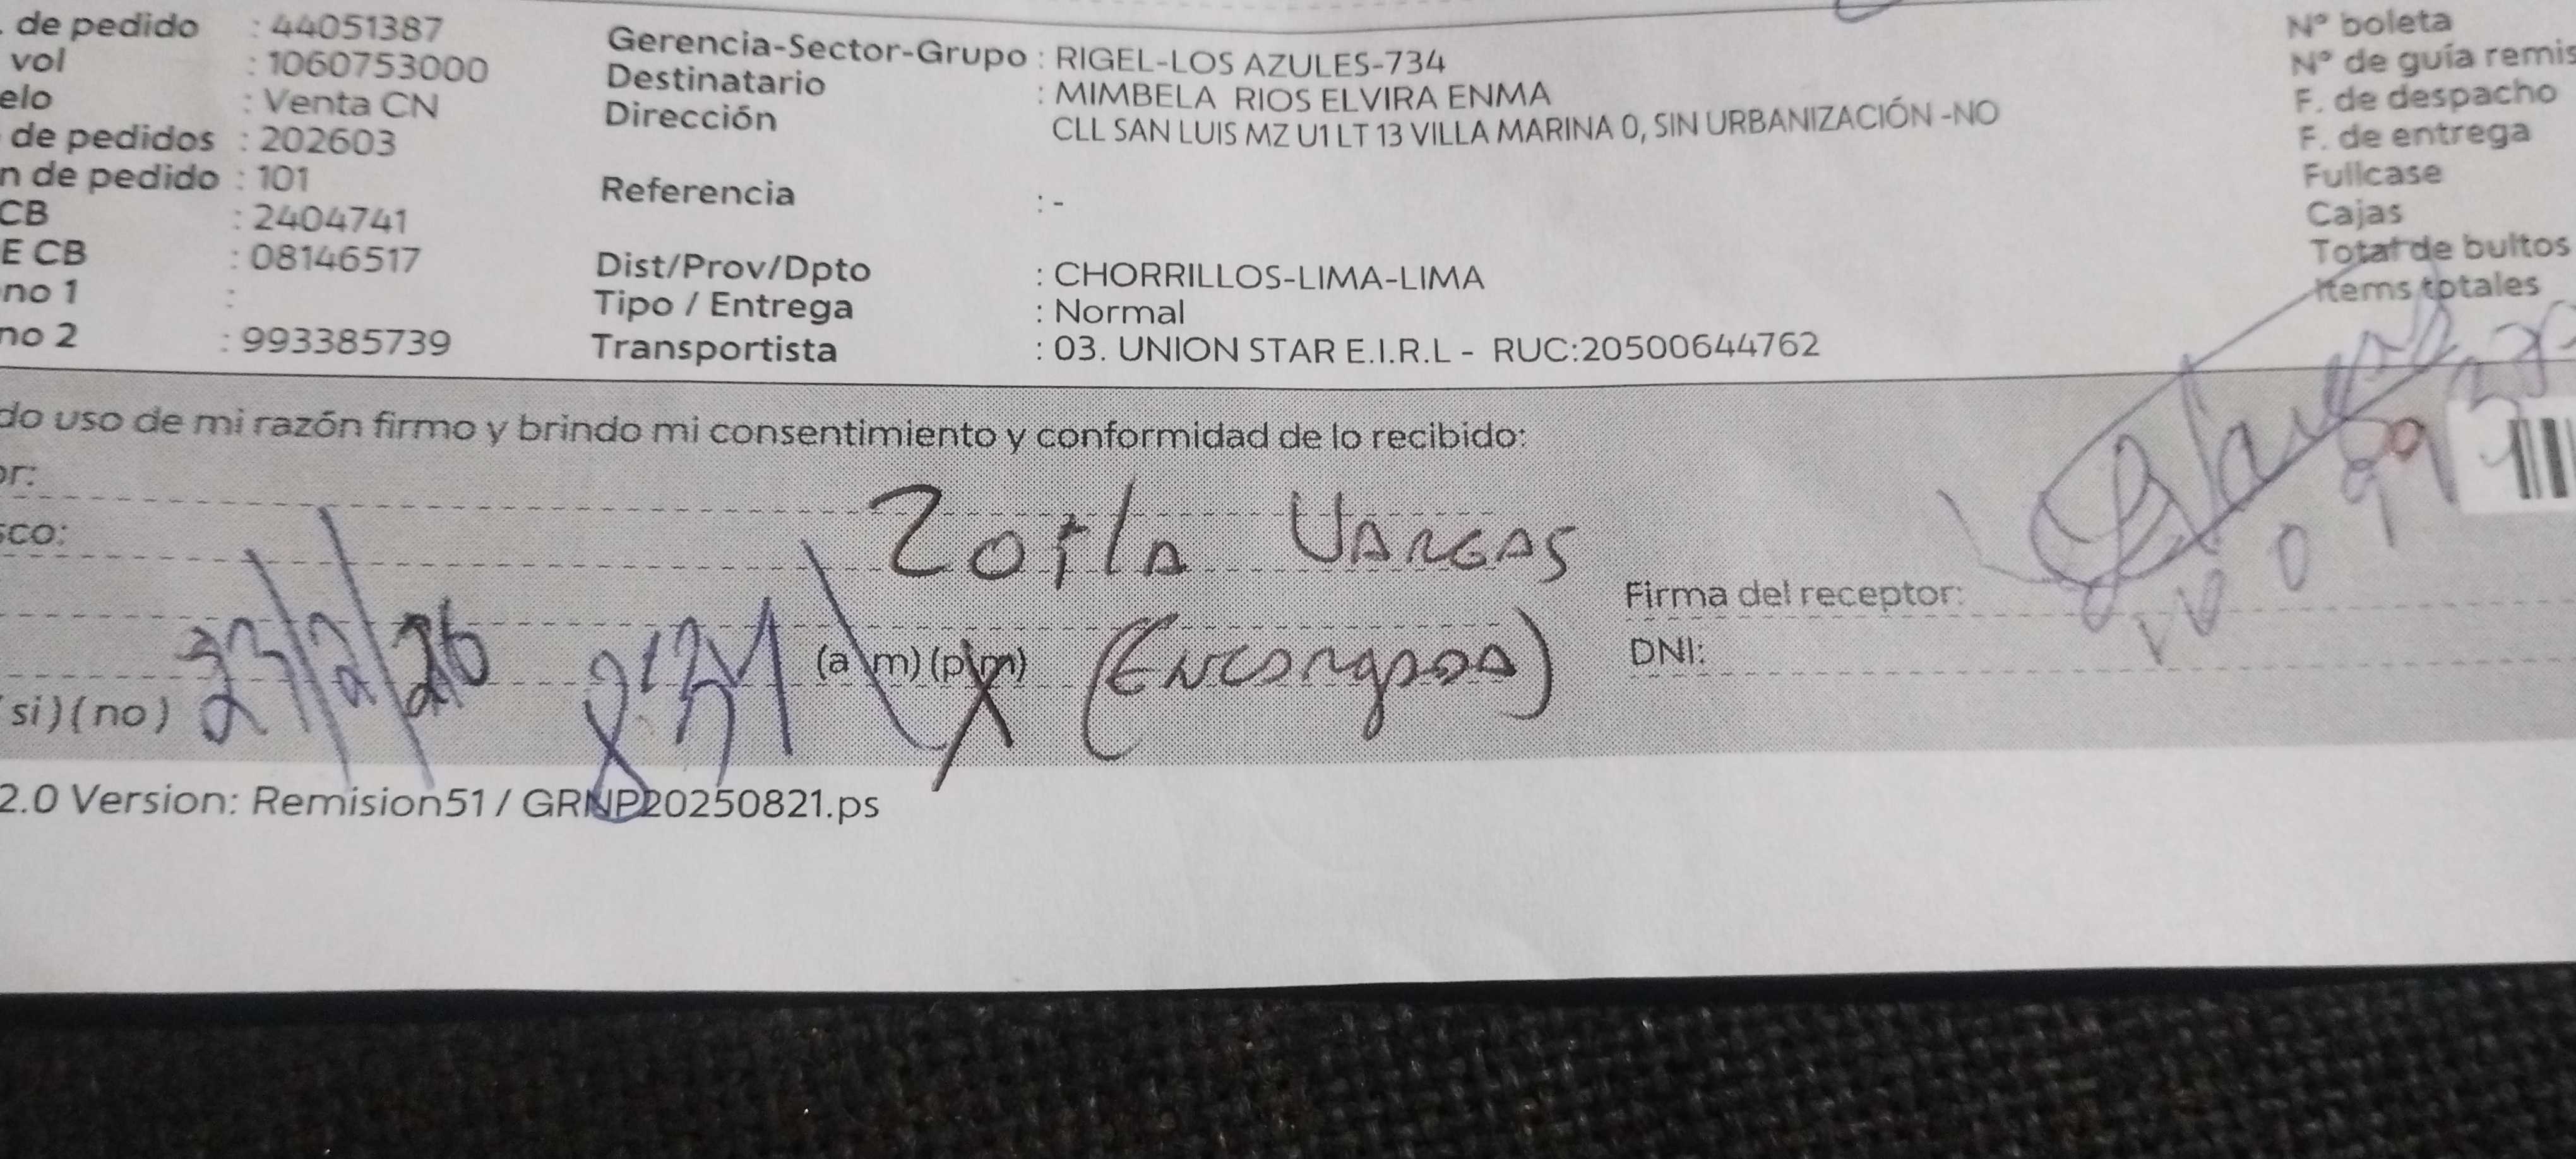 de pedido : 44051387
vol : 1060753000
elo : Venta CN
de pedidos : 202603
n de pedido : 101
CB : 2404741
E CB : 08146517
no 1 :
no 2 : 993385739
Gerencia-Sector-Grupo : RIGEL-LOS AZULES-734
Destinatario : MIMBELA RIOS ELVIRA ENMA
Dirección CLL SAN LUIS MZ U1 LT 13 VILLA MARINA 0, SIN URBANIZACIÓN -NO
Referencia : -
Dist/Prov/Dpto : CHORRILLOS-LIMA-LIMA
Tipo / Entrega : Normal
Transportista : 03. UNION STAR E.I.R.L - RUC:20500644762
N° boleta
N° de guía remis
F. de despacho
F. de entrega
Fullcase
Cajas
Total de bultos
Items totales
do uso de mi razón firmo y brindo mi consentimiento y conformidad de lo recibido:
or:
sco:
Zoila VARGAS
Firma del receptor:
23/2/26
(a m) (p m)
(Encargada)
DNI:
si) ( no )
2.0 Version: Remision51 / GRNP20250821.ps